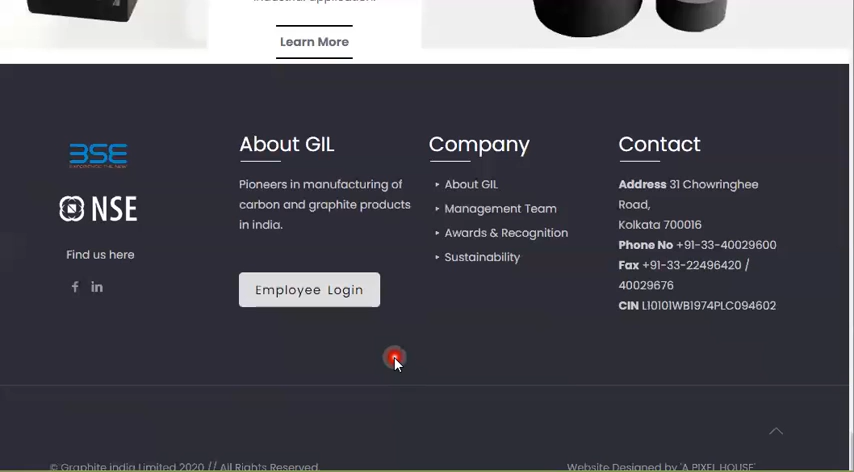 industrial application.
Learn More
BSE
NSE
Find us here
About GIL
Pioneers in manufacturing of
carbon and graphite products
in india.
Employee Login
Company
About GIL
Management Team
Awards & Recognition
Sustainability
Contact
Address 31 Chowringhee
Road,
Kolkata 700016
Phone No +91-33-40029600
Fax +91-33-22496420 /
40029676
CIN L10101WB1974PLC094602
© Graphite india Limited 2020 // All Rights Reserved.
Website Designed by 'A PIXEL HOUSE'